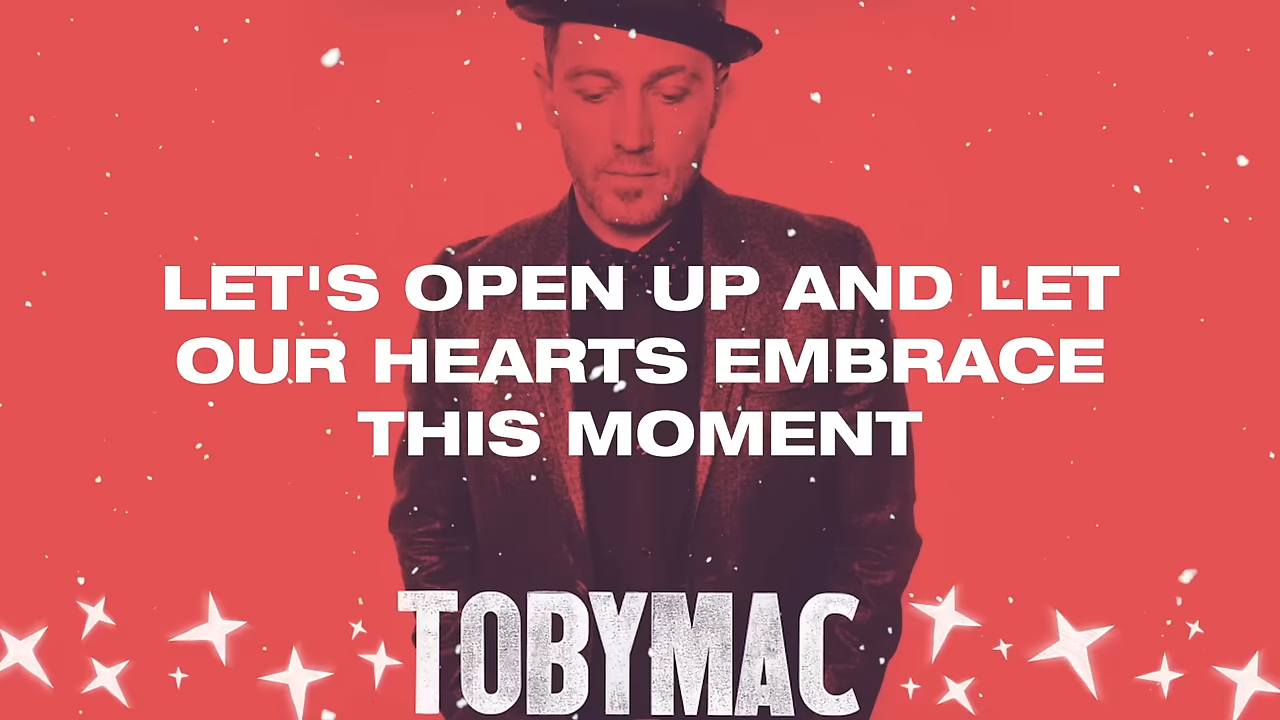 LET'S OPEN UP AND LET
OUR HEARTS EMBRACE
THIS MOMENT
TOBYMAC